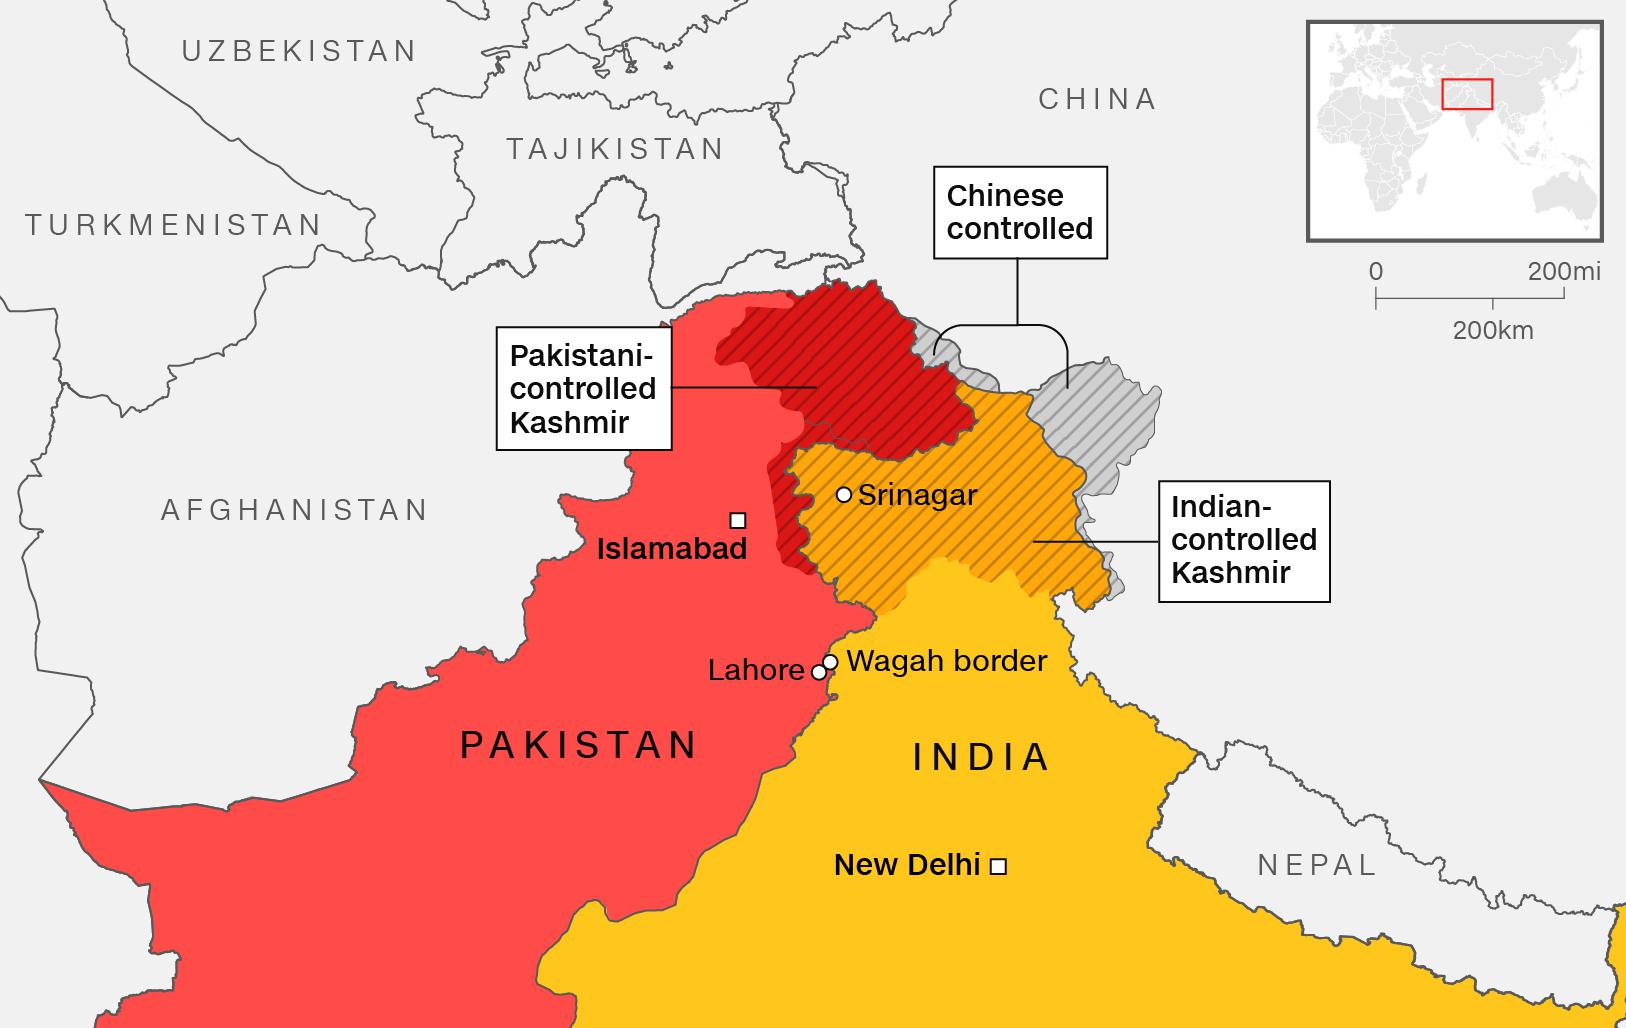 UZBEKISTAN
CHINA
TAJIKISTAN
TURKMENISTAN
Chinese
controlled
0 200mi
200km
Pakistani-
controlled
Kashmir
AFGHANISTAN
Srinagar
Indian-
controlled
Kashmir
Islamabad
Lahore
Wagah border
PAKISTAN
INDIA
New Delhi
NEPAL